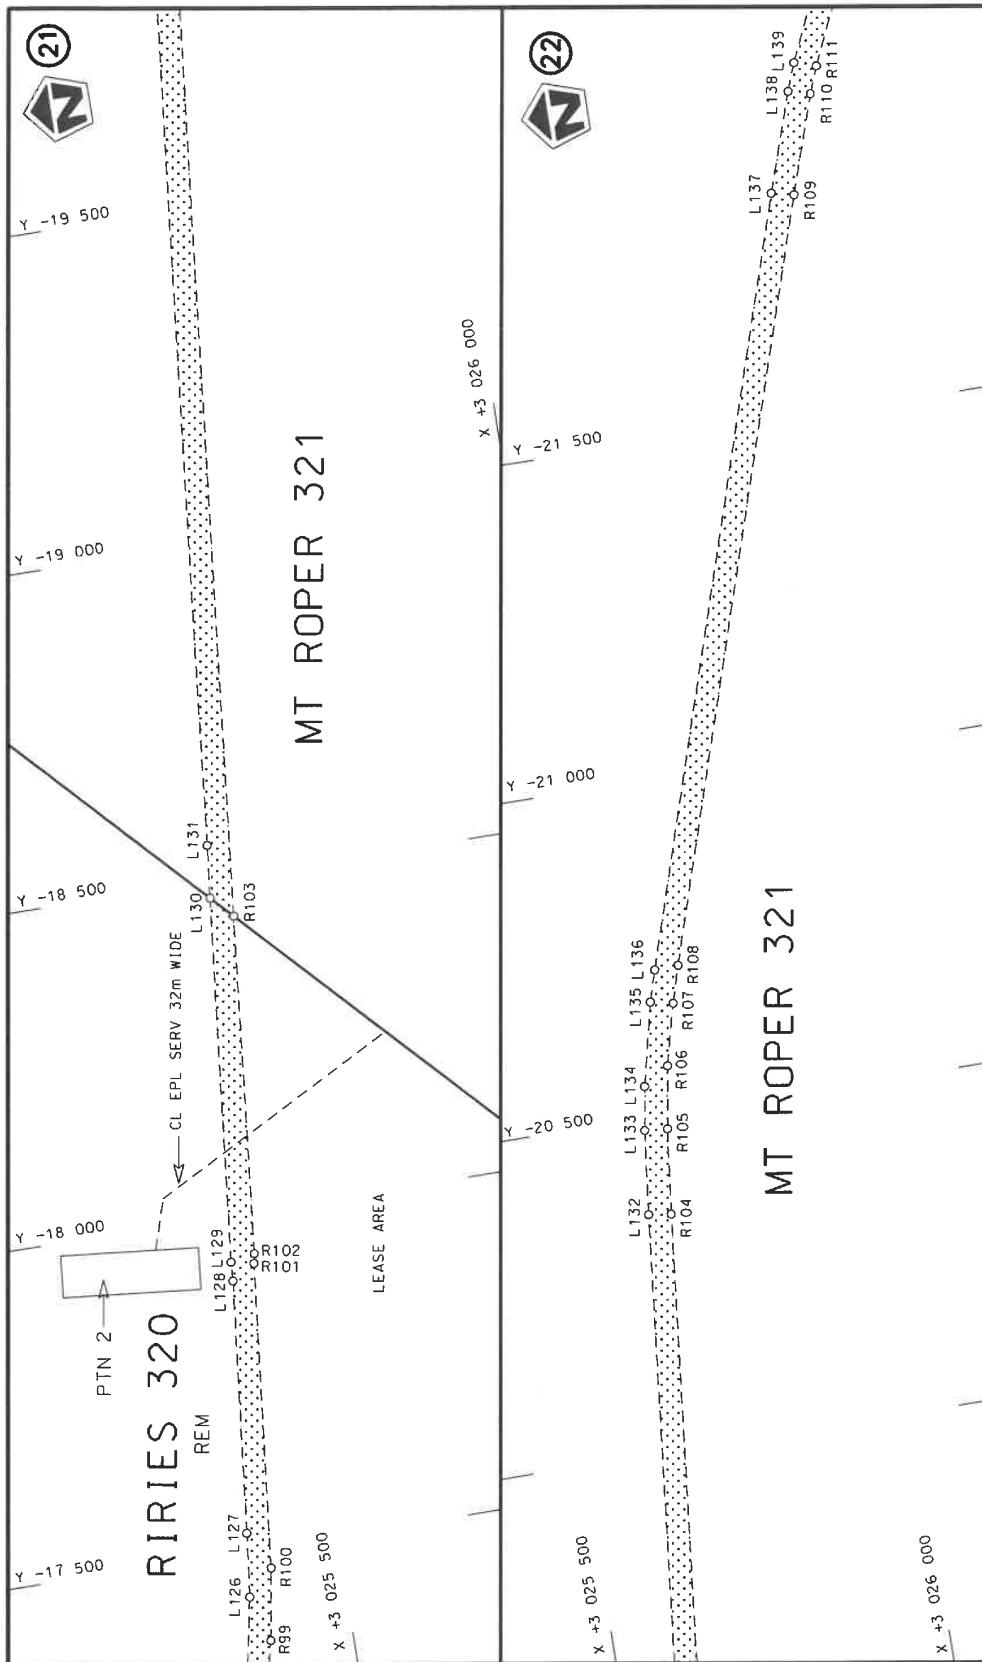 21
N
Y -17 500
Y -18 000
Y -18 500
Y -19 000
Y -19 500
PTN 2
CL EPL SERV 32m WIDE
RIRIES 320
REM
L126
L127
L128
L129
L130
L131
R99
R100
R101
R102
R103
MT ROPER 321
LEASE AREA
X +3 025 500
X +3 026 000
22
N
Y -20 500
Y -21 000
Y -21 500
L132
L133
L134
L135
L136
L137
L138
L139
R104
R105
R106
R107
R108
R109
R110
R111
MT ROPER 321
X +3 025 500
X +3 026 000